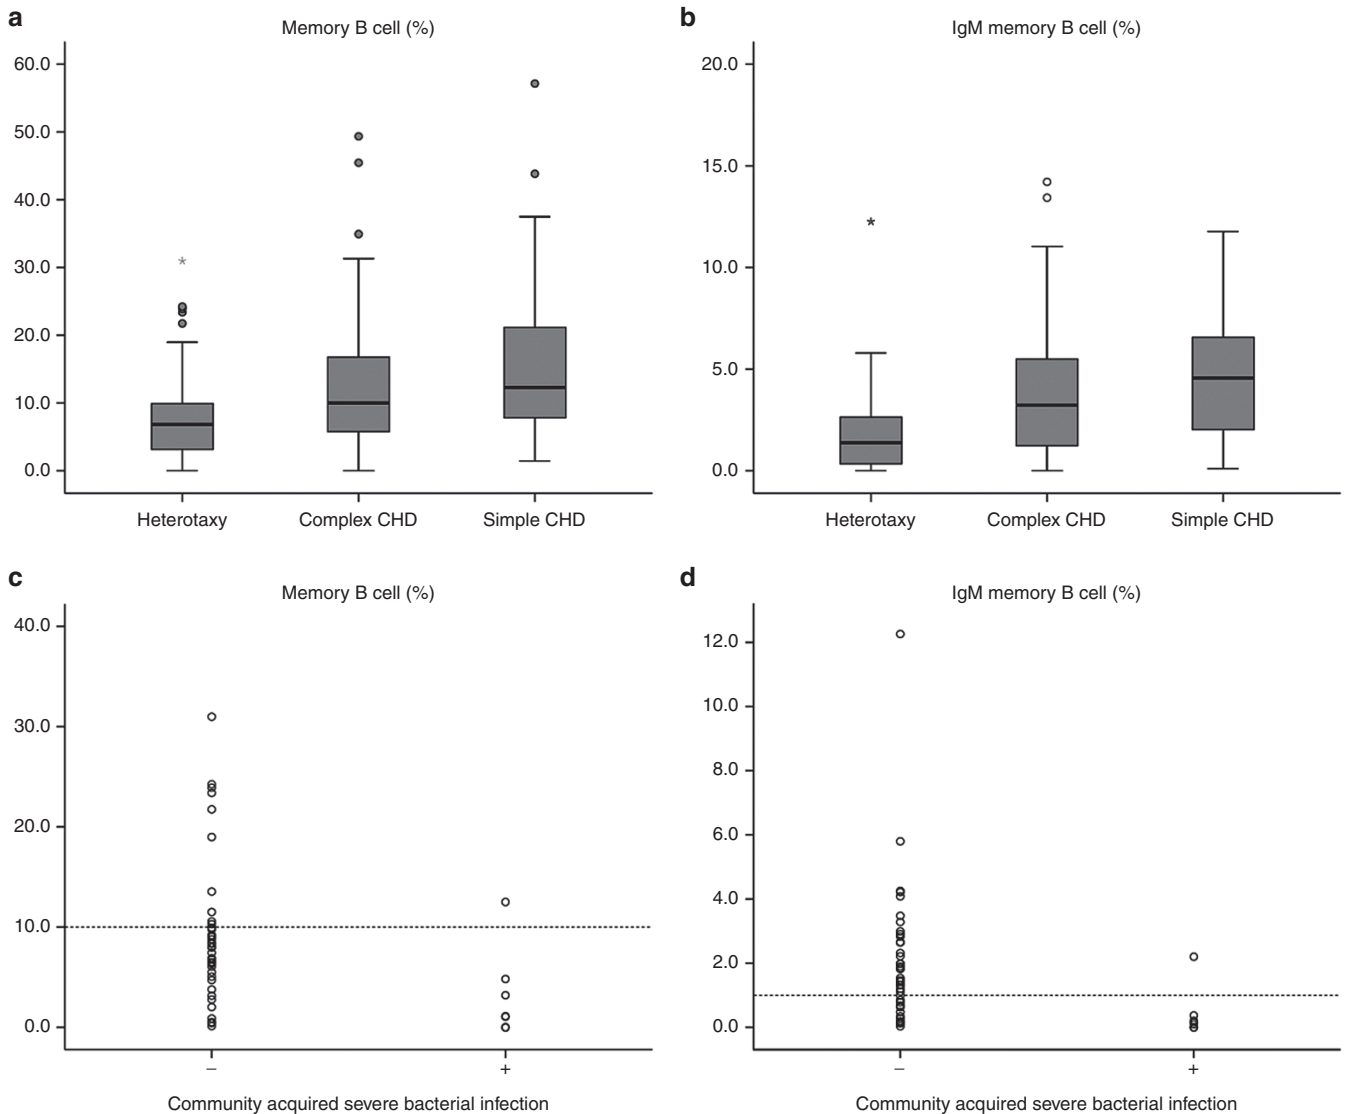 a
Memory B cell (%)
60.0
50.0
40.0
30.0
20.0
10.0
0.0
Heterotaxy Complex CHD Simple CHD
b
IgM memory B cell (%)
20.0
15.0
10.0
5.0
0.0
Heterotaxy Complex CHD Simple CHD
c
Memory B cell (%)
40.0
30.0
20.0
10.0
0.0
– +
Community acquired severe bacterial infection
d
IgM memory B cell (%)
12.0
10.0
8.0
6.0
4.0
2.0
0.0
– +
Community acquired severe bacterial infection